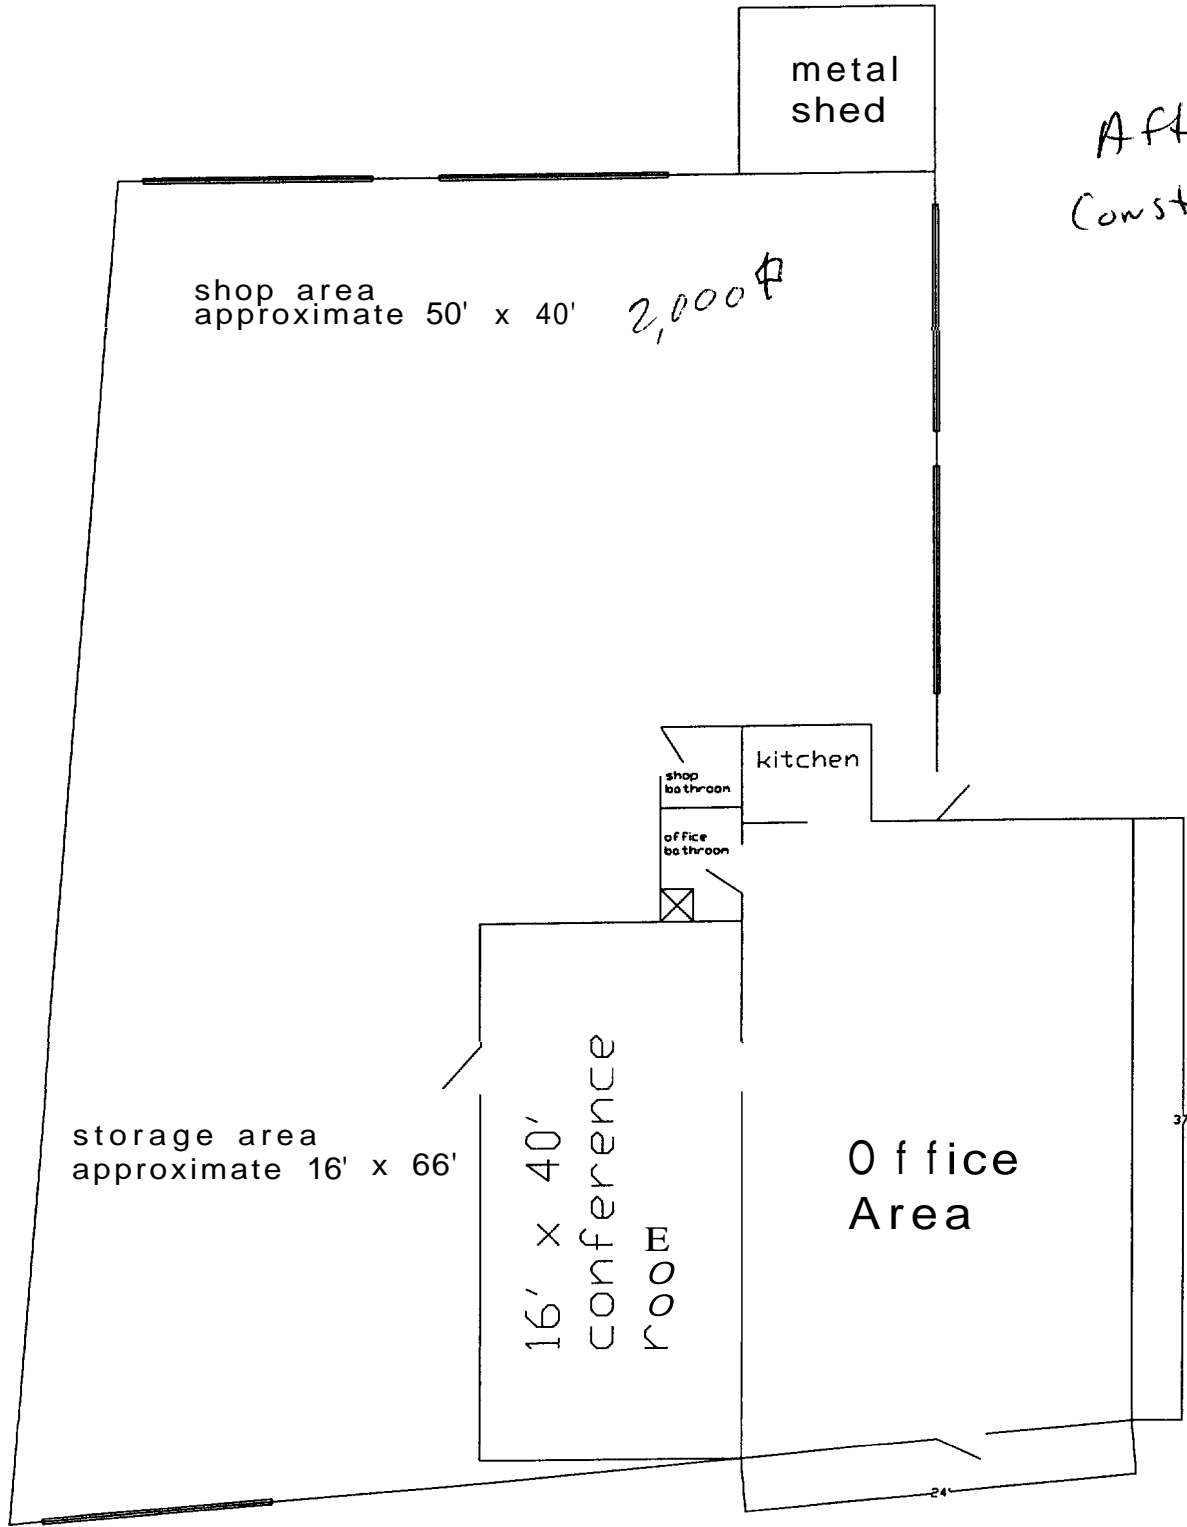 metal
shed
Aft
Const
shop area
approximate 50' x 40'
2,000
shop
bathroom
kitchen
office
bathroom
storage area
approximate 16' x 66'
16' x 40'
conference
room
Office
Area
37
24'